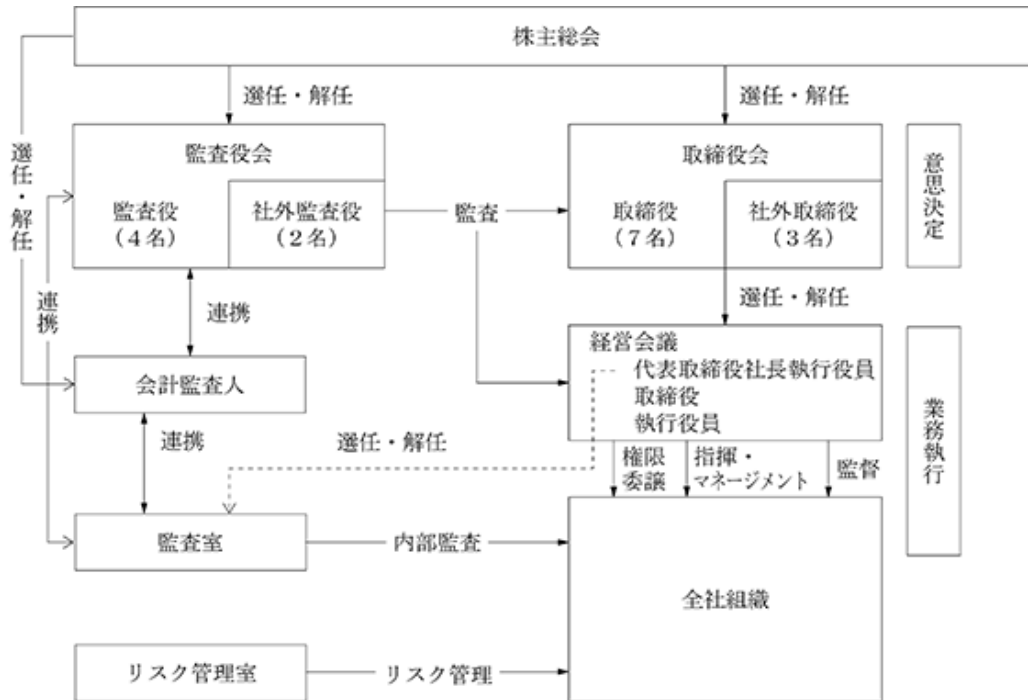 株主総会
選任・解任
選任・解任
選任・解任
連携
監査役会
監査役
(4名)
社外監査役
(2名)
監査
取締役会
取締役
(7名)
社外取締役
(3名)
意思決定
連携
選任・解任
経営会議
代表取締役社長執行役員
取締役
執行役員
業務執行
会計監査人
連携
選任・解任
権限
委譲
指揮・
マネージメント
監督
監査室
内部監査
全社組織
リスク管理室
リスク管理